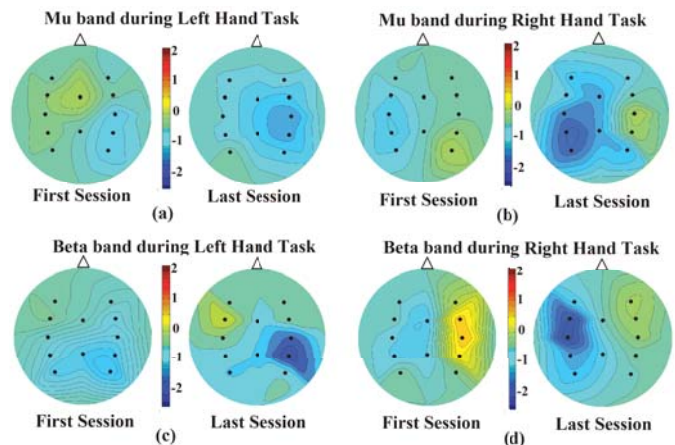 Mu band during Left Hand Task
Mu band during Right Hand Task
2
1
0
-1
-2
2
1
0
-1
-2
First Session
Last Session
First Session
Last Session
(a)
(b)
Beta band during Left Hand Task
Beta band during Right Hand Task
2
1
0
-1
-2
2
1
0
-1
-2
First Session
Last Session
First Session
Last Session
(c)
(d)